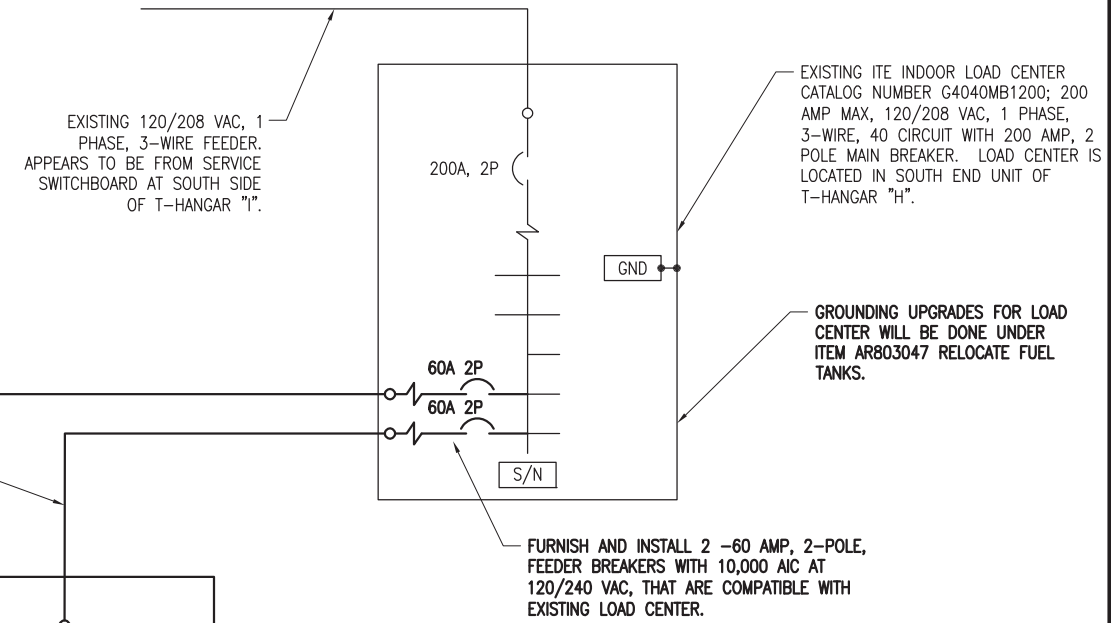 EXISTING 120/208 VAC, 1
PHASE, 3-WIRE FEEDER.
APPEARS TO BE FROM SERVICE
SWITCHBOARD AT SOUTH SIDE
OF T-HANGAR "I".
200A, 2P
EXISTING ITE INDOOR LOAD CENTER
CATALOG NUMBER G4040MB1200; 200
AMP MAX, 120/208 VAC, 1 PHASE,
3-WIRE, 40 CIRCUIT WITH 200 AMP, 2
POLE MAIN BREAKER. LOAD CENTER IS
LOCATED IN SOUTH END UNIT OF
T-HANGAR "H".
GND
GROUNDING UPGRADES FOR LOAD
CENTER WILL BE DONE UNDER
ITEM AR803047 RELOCATE FUEL
TANKS.
60A 2P
60A 2P
S/N
FURNISH AND INSTALL 2 -60 AMP, 2-POLE,
FEEDER BREAKERS WITH 10,000 AIC AT
120/240 VAC, THAT ARE COMPATIBLE WITH
EXISTING LOAD CENTER.